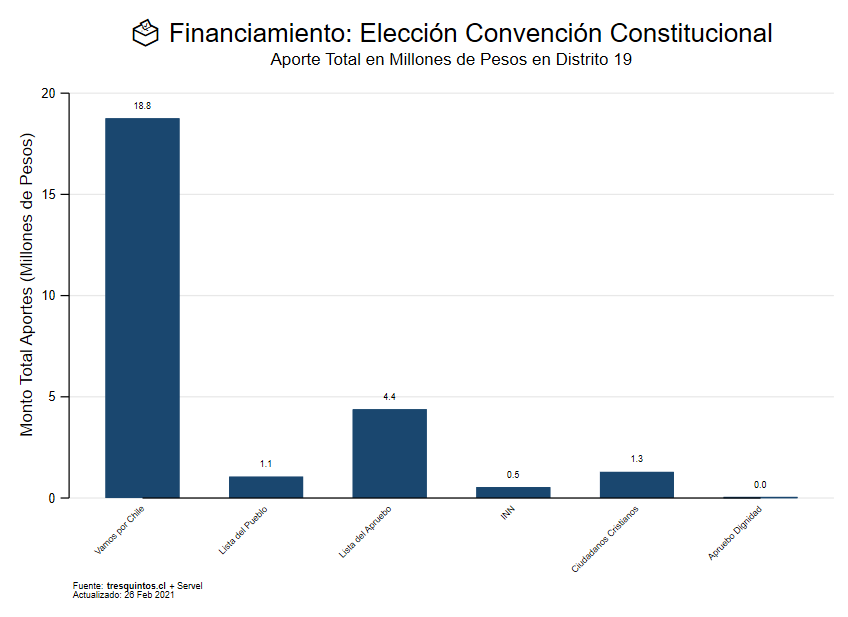 Financiamiento: Elección Convención Constitucional
Aporte Total en Millones de Pesos en Distrito 19
Monto Total Aportes (Millones de Pesos)
20
15
10
5
0
18.8
1.1
4.4
0.5
1.3
0.0
Vamos por Chile
Lista del Pueblo
Lista del Apruebo
INN
Ciudadanos Cristianos
Apruebo Dignidad
Fuente: tresquintos.cl + Servel
Actualizado: 26 Feb 2021